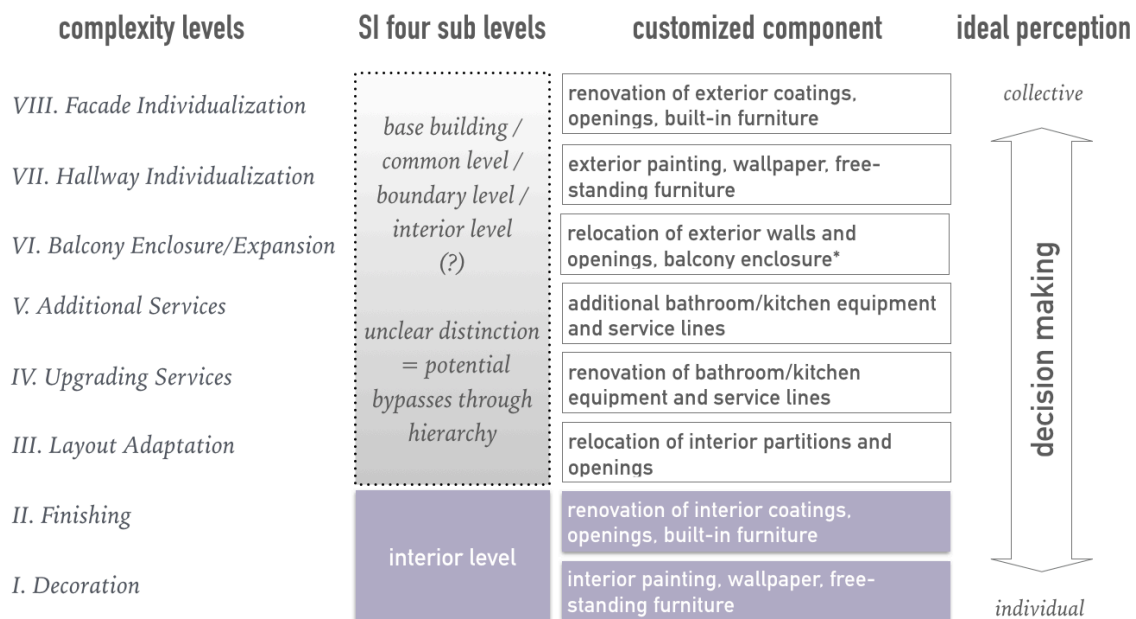 complexity levels
SI four sub levels
customized component
ideal perception
VIII. Facade Individualization
VII. Hallway Individualization
VI. Balcony Enclosure/Expansion
V. Additional Services
IV. Upgrading Services
III. Layout Adaptation
II. Finishing
I. Decoration
base building /
common level /
boundary level /
interior level
(?)
unclear distinction
= potential
bypasses through
hierarchy
interior level
renovation of exterior coatings,
openings, built-in furniture
exterior painting, wallpaper, free-
standing furniture
relocation of exterior walls and
openings, balcony enclosure*
additional bathroom/kitchen equipment
and service lines
renovation of bathroom/kitchen
equipment and service lines
relocation of interior partitions and
openings
renovation of interior coatings,
openings, built-in furniture
interior painting, wallpaper, free-
standing furniture
collective
decision making
individual